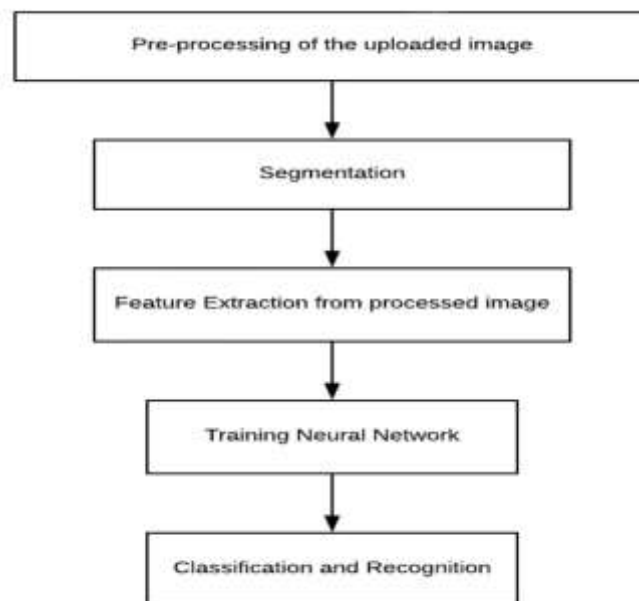 Pre-processing of the uploaded image
Segmentation
Feature Extraction from processed image
Training Neural Network
Classification and Recognition